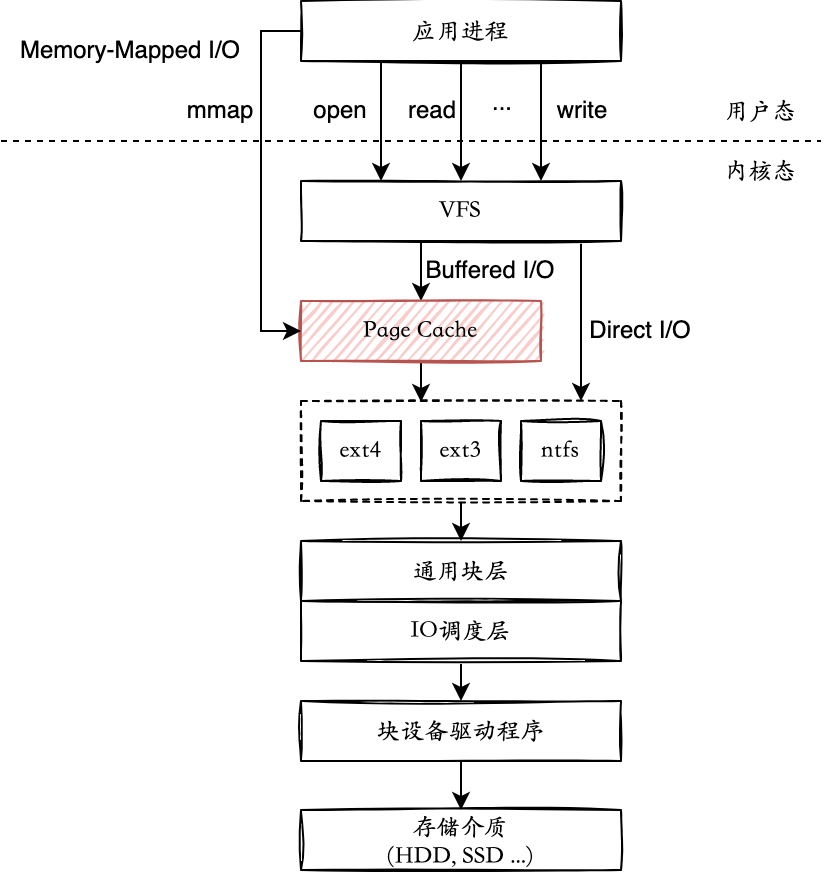 应用进程
Memory-Mapped I/O
mmap
open
read
...
write
用户态
内核态
VFS
Buffered I/O
Page Cache
Direct I/O
ext4
ext3
ntfs
通用块层
IO调度层
块设备驱动程序
存储介质
(HDD, SSD ...)